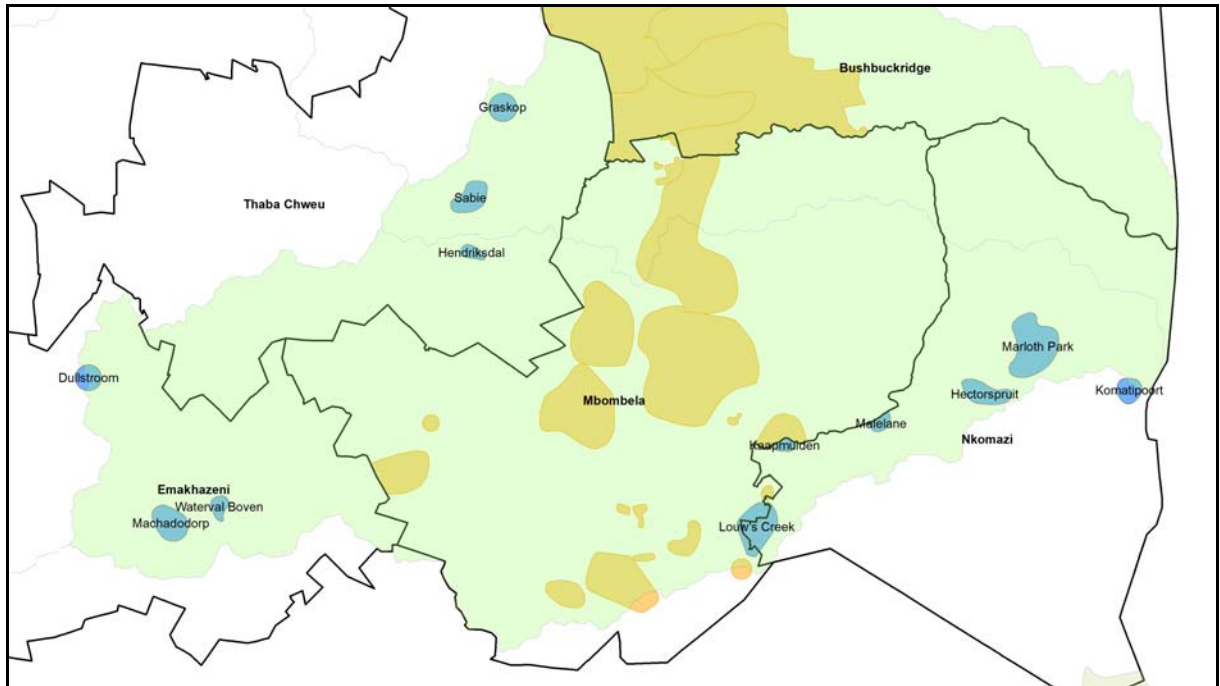 Bushbuckridge
Graskop
Sabie
Thaba Chweu
Hendriksdal
Marloth Park
Dullstroom
Komatipoort
Hectorspruit
Mbombela
Malelane
Kaapmuiden
Nkomazi
Emakhazeni
Waterval Boven
Machadodorp
Louw's Creek